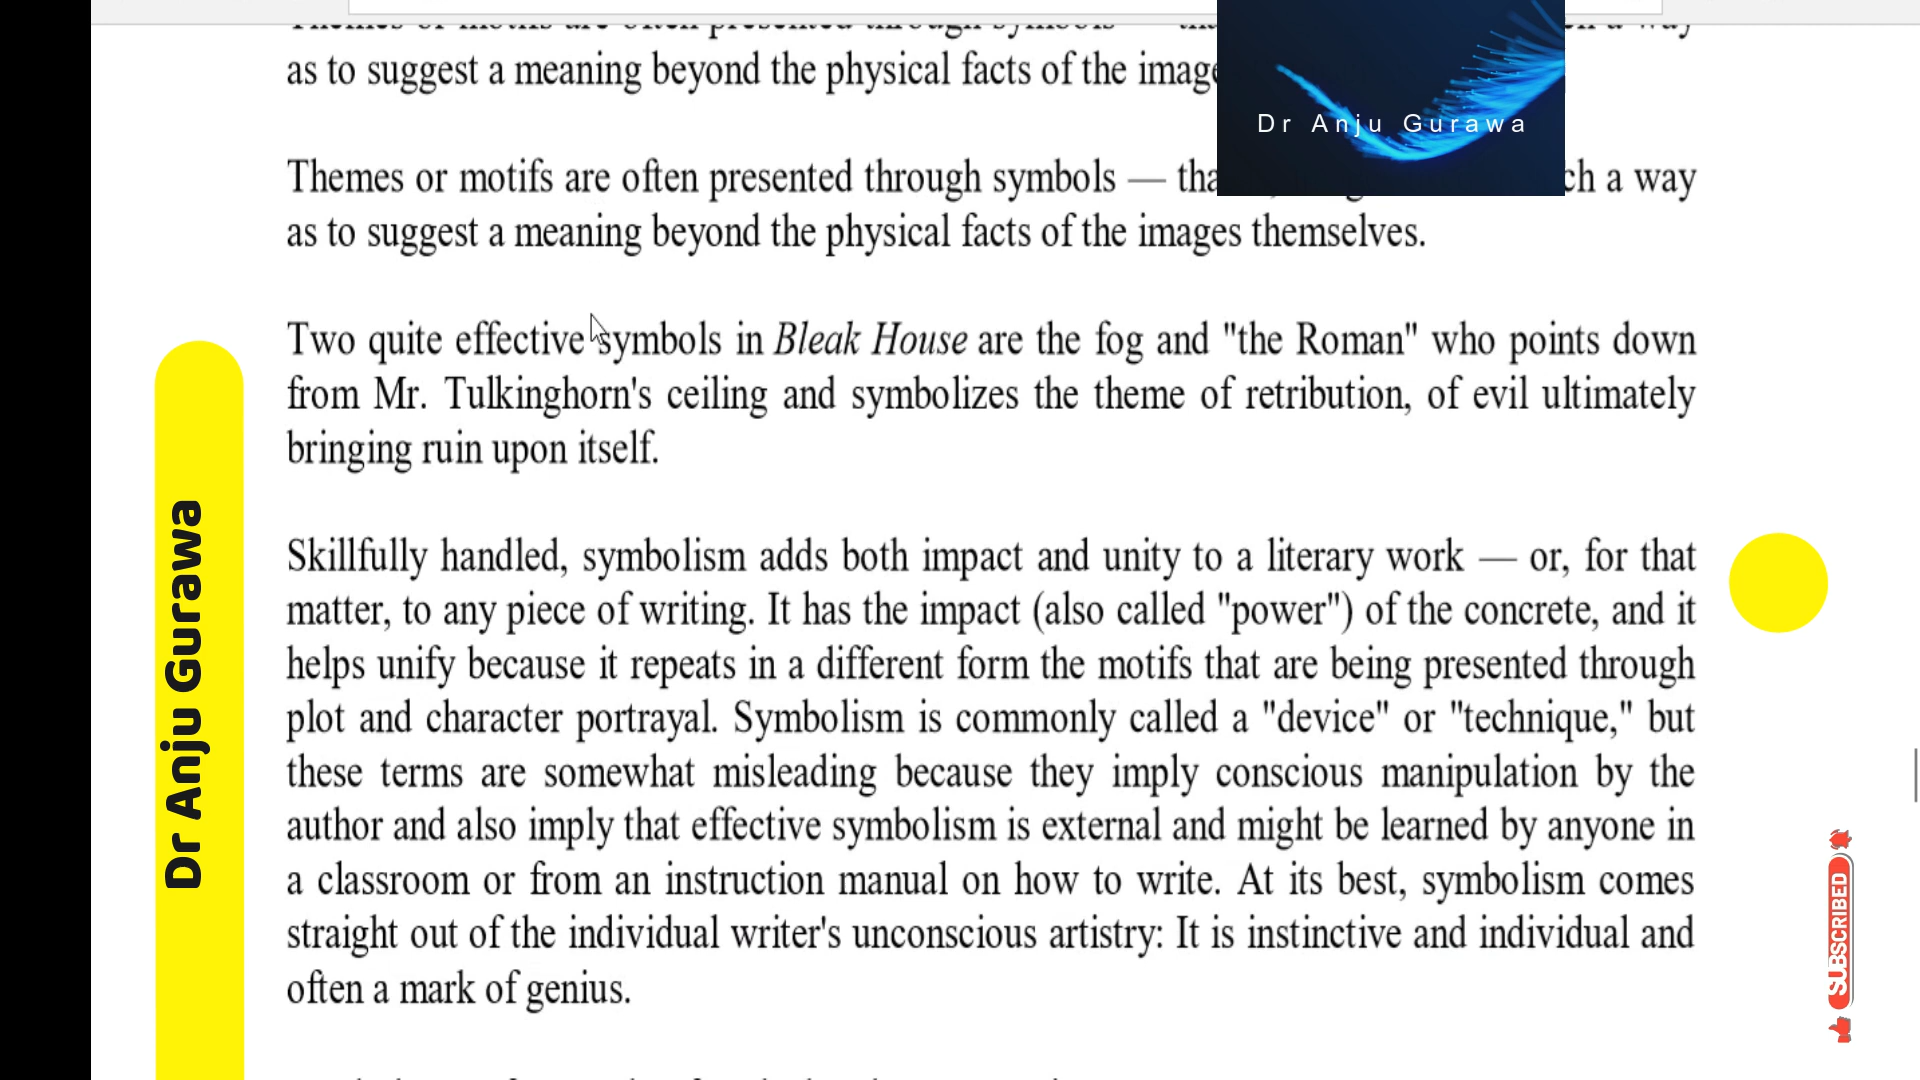 as to suggest a meaning beyond the physical facts of the image
Dr Anju Gurawa
Themes or motifs are often presented through symbols — tha ch a way
as to suggest a meaning beyond the physical facts of the images themselves.
Two quite effective symbols in Bleak House are the fog and "the Roman" who points down
from Mr. Tulkinghorn's ceiling and symbolizes the theme of retribution, of evil ultimately
bringing ruin upon itself.
Skillfully handled, symbolism adds both impact and unity to a literary work — or, for that
matter, to any piece of writing. It has the impact (also called "power") of the concrete, and it
helps unify because it repeats in a different form the motifs that are being presented through
plot and character portrayal. Symbolism is commonly called a "device" or "technique," but
these terms are somewhat misleading because they imply conscious manipulation by the
author and also imply that effective symbolism is external and might be learned by anyone in
a classroom or from an instruction manual on how to write. At its best, symbolism comes
straight out of the individual writer's unconscious artistry: It is instinctive and individual and
often a mark of genius.
Dr Anju Gurawa
SUBSCRIBED